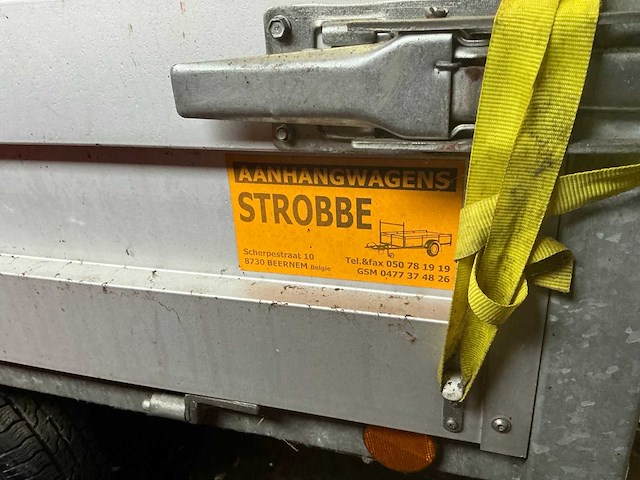 AANHANGWAGENS
STROBBE
Scherpestraat 10
8730 BEERNEM België
Tel.&fax 050 78 19 19
GSM 0477 37 48 26